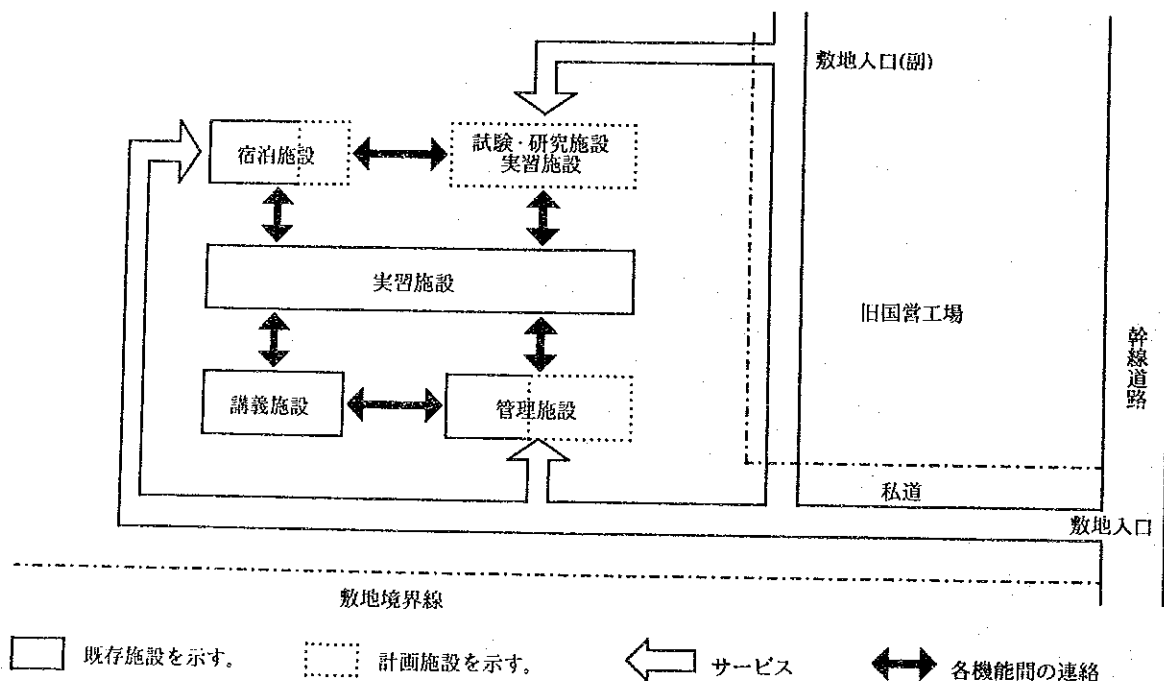 敷地入口(副)
宿泊施設
試験・研究施設
実習施設
実習施設
旧国営工場
幹線道路
講義施設
管理施設
私道
敷地入口
敷地境界線
既存施設を示す。
計画施設を示す。
サービス
各機能間の連絡